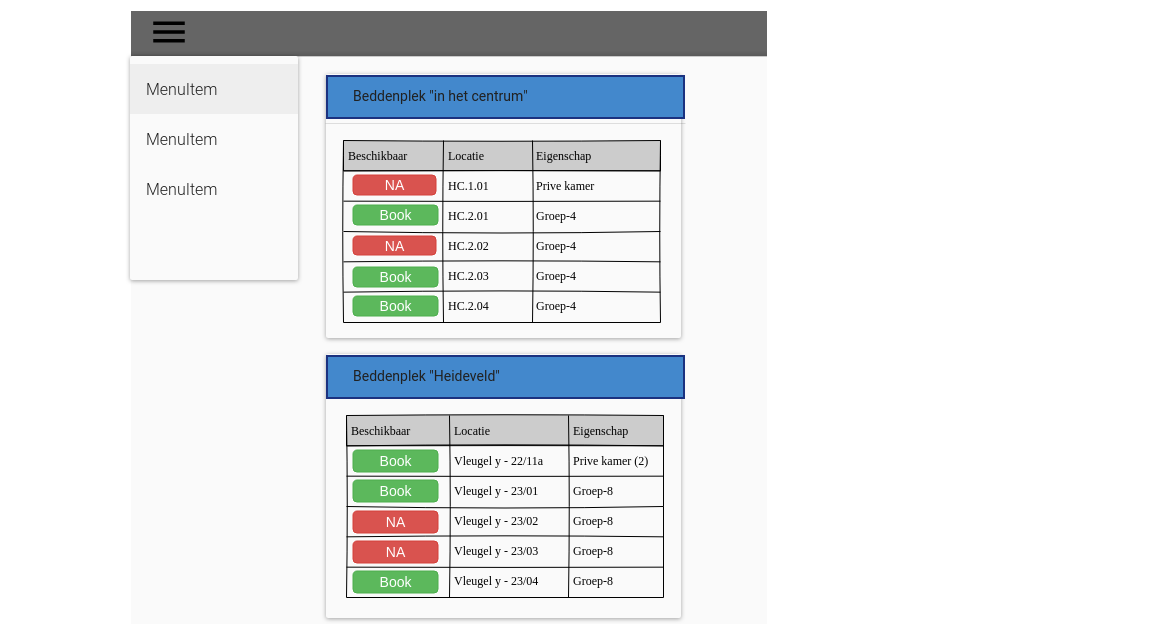 MenuItem
MenuItem
MenuItem
Beddenplek "in het centrum"
Beschikbaar Locatie Eigenschap
NA HC.1.01 Prive kamer
Book HC.2.01 Groep-4
NA HC.2.02 Groep-4
Book HC.2.03 Groep-4
Book HC.2.04 Groep-4
Beddenplek "Heideveld"
Beschikbaar Locatie Eigenschap
Book Vleugel y - 22/11a Prive kamer (2)
Book Vleugel y - 23/01 Groep-8
NA Vleugel y - 23/02 Groep-8
NA Vleugel y - 23/03 Groep-8
Book Vleugel y - 23/04 Groep-8